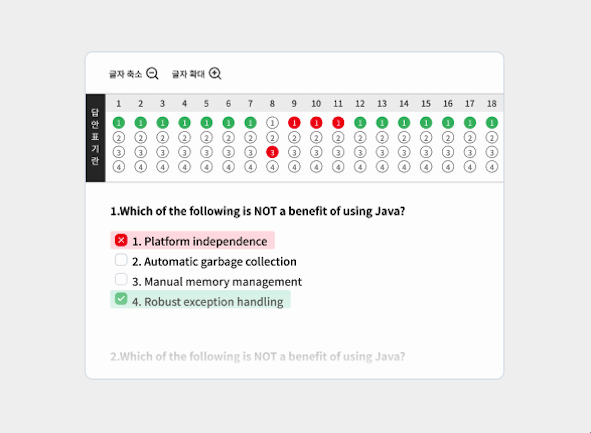 글자 축소 글자 확대
답안표기란
1 2 3 4 5 6 7 8 9 10 11 12 13 14 15 16 17 18
1 1 1 1 1 1 1 1 1 1 1 1 1 1 1 1 1 1
2 2 2 2 2 2 2 2 2 2 2 2 2 2 2 2 2 2
3 3 3 3 3 3 3 3 3 3 3 3 3 3 3 3 3 3
4 4 4 4 4 4 4 4 4 4 4 4 4 4 4 4 4 4
1.Which of the following is NOT a benefit of using Java?
1. Platform independence
2. Automatic garbage collection
3. Manual memory management
4. Robust exception handling
2.Which of the following is NOT a benefit of using Java?